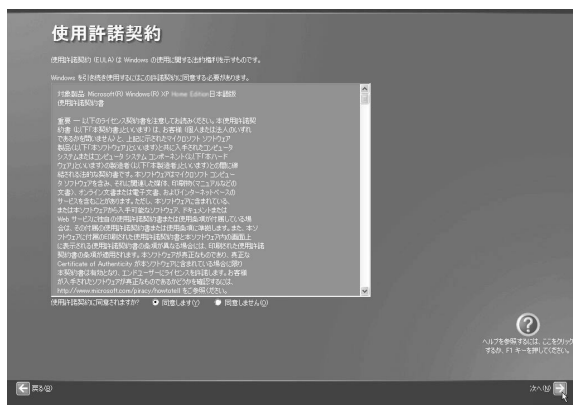 使用許諾契約
使用許諾契約 (EULA) は Windows の使用に関する法的権利を示すものです。
Windows を引き続き使用するにはこの許諾契約に同意する必要があります。
対象製品: Microsoft(R) Windows(R) XP Home Edition日本語版
使用許諾契約書
重要 — 以下のライセンス契約書を注意してお読みください。本使用許諾契
約書 (以下「本契約書」といいます) は、お客様 (個人または法人のいずれ
であるかを問いません) と、上記に示されたマイクロソフト ソフトウェア
製品 (以下「本ソフトウェア」といいます) と共に入手されたコンピュータ
システムまたはコンピュータ システム コンポーネント (以下「本ハード
ウェア」といいます) の製造者 (以下「本製造者」といいます) との間に締
結される法的な契約書です。本ソフトウェアはマイクロソフト コンピュー
タ ソフトウェアを含み、それに関連した媒体、印刷物 (マニュアルなどの
文書)、オンライン文書または電子文書、およびインターネットベースの
サービスを含むことがあります。ただし、本ソフトウェアに含まれている、
または本ソフトウェアから入手可能なソフトウェア、ドキュメントまたは
Web サービスに独自の使用許諾契約書または使用条項が付属している場
合は、その付属の使用許諾契約書または使用条項に準拠します。また、本ソ
フトウェアに付属の印刷された使用許諾契約書と本ソフトウェア内の画面上
に表示される使用許諾契約書の条項が異なる場合には、印刷された使用許諾
契約書の条項が適用されます。本ソフトウェアが真正なものであり、真正な
Certificate of Authenticity が本ソフトウェアに含まれている場合に限り
本契約書は有効となり、エンドユーザーにライセンスを許諾します。お客様
が入手されたソフトウェアが真正なものであるかどうかを確認するには、
http://www.microsoft.com/piracy/howtotell をご参照ください。
使用許諾契約に同意されますか? 同意します(Y) 同意しません(O)
ヘルプを参照するには、ここをクリック
するか、F1 キーを押してください。
戻る(B)
次へ(N)